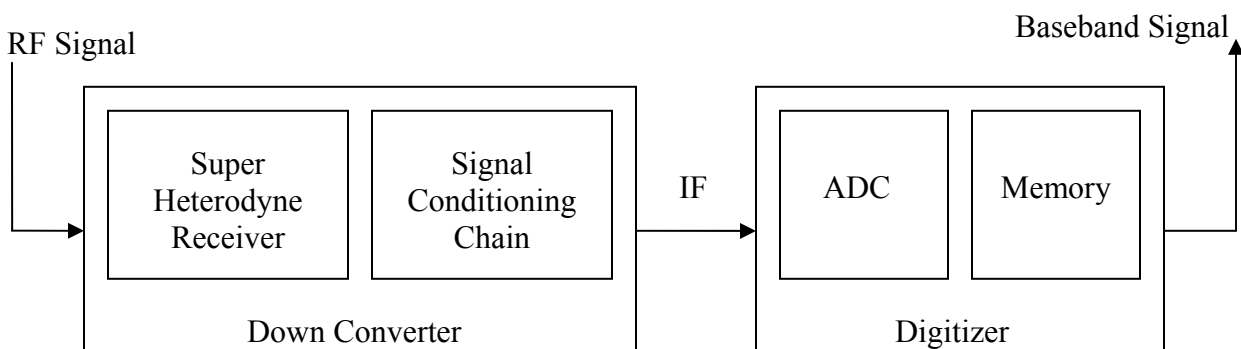 RF Signal
Baseband Signal
Super
Heterodyne
Receiver
Signal
Conditioning
Chain
IF
ADC
Memory
Down Converter
Digitizer